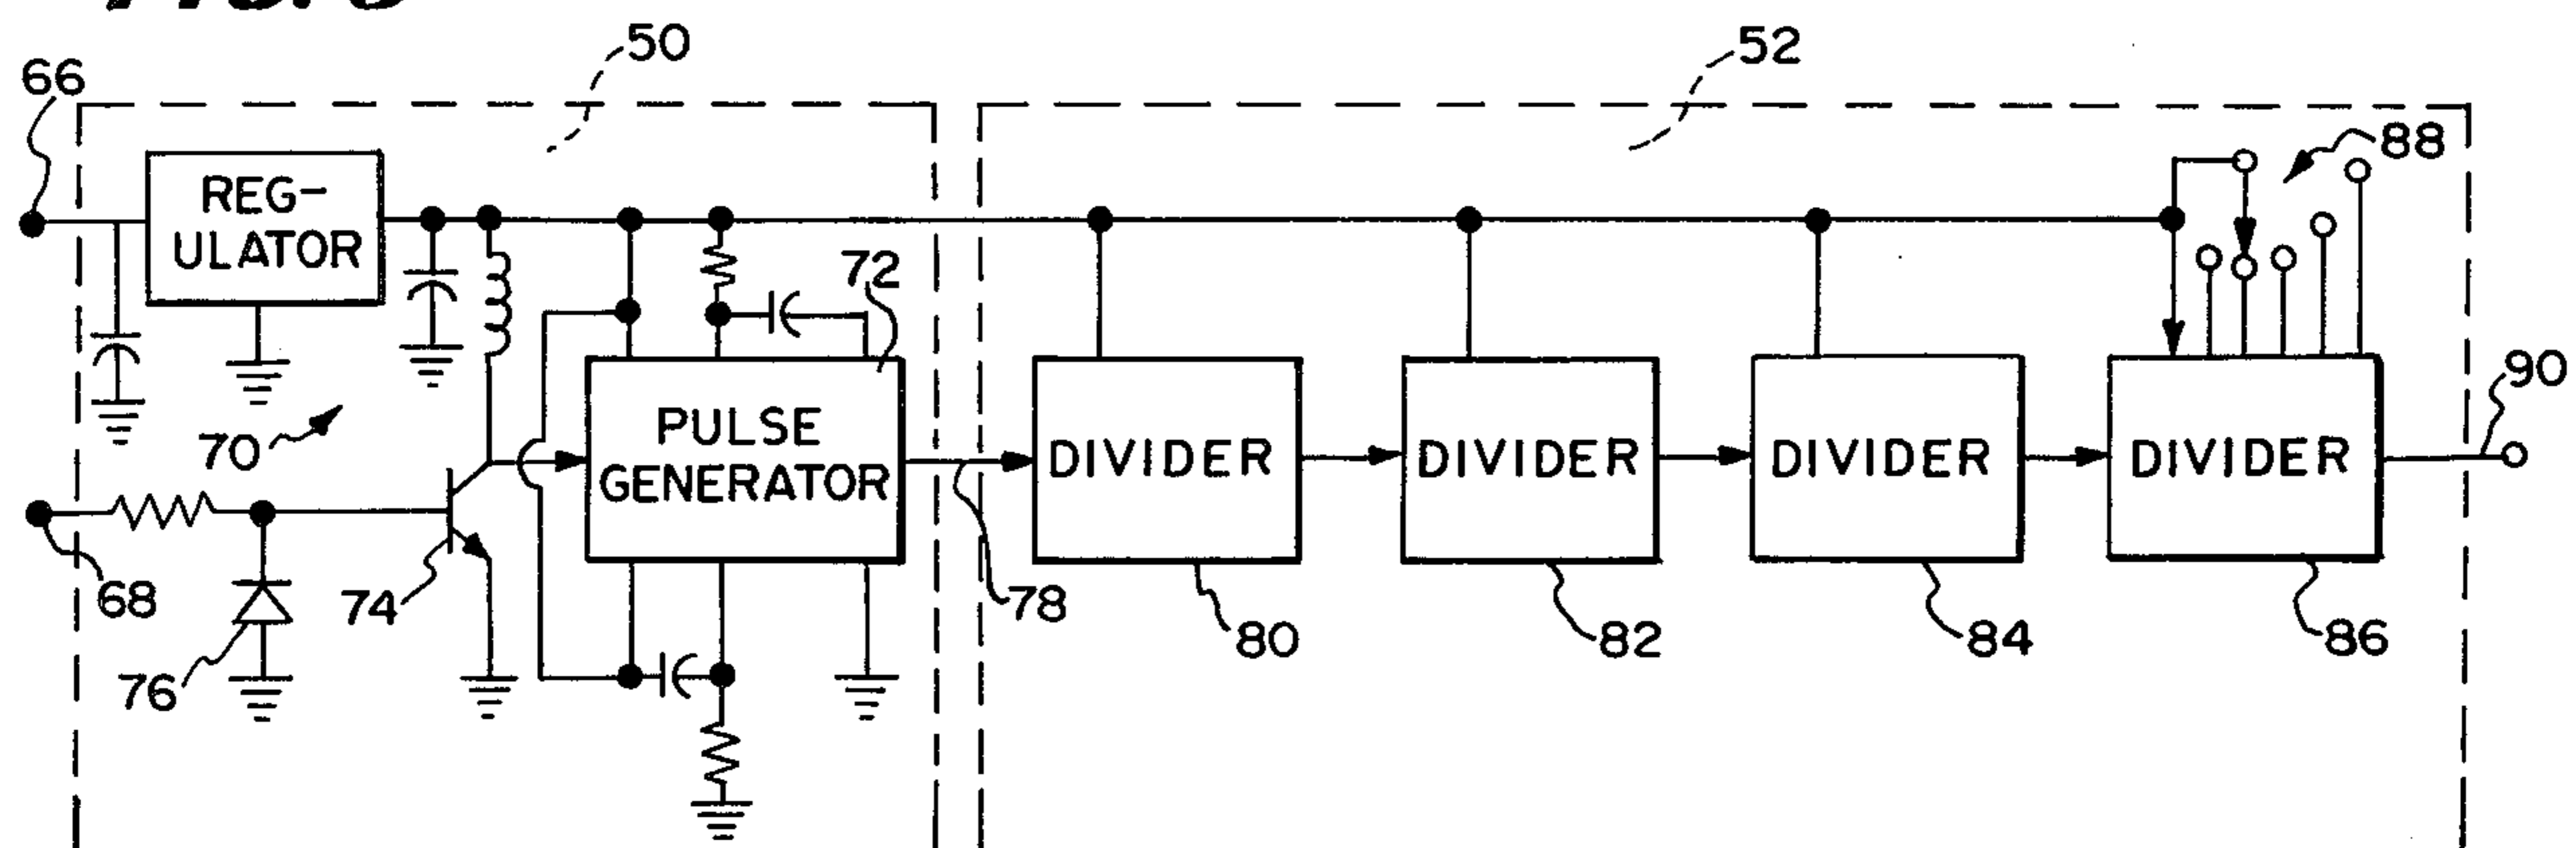 50
52
66
88
REG-
ULATOR
72
90
70
PULSE
GENERATOR
DIVIDER
DIVIDER
DIVIDER
DIVIDER
68
74
78
76
80
82
84
86